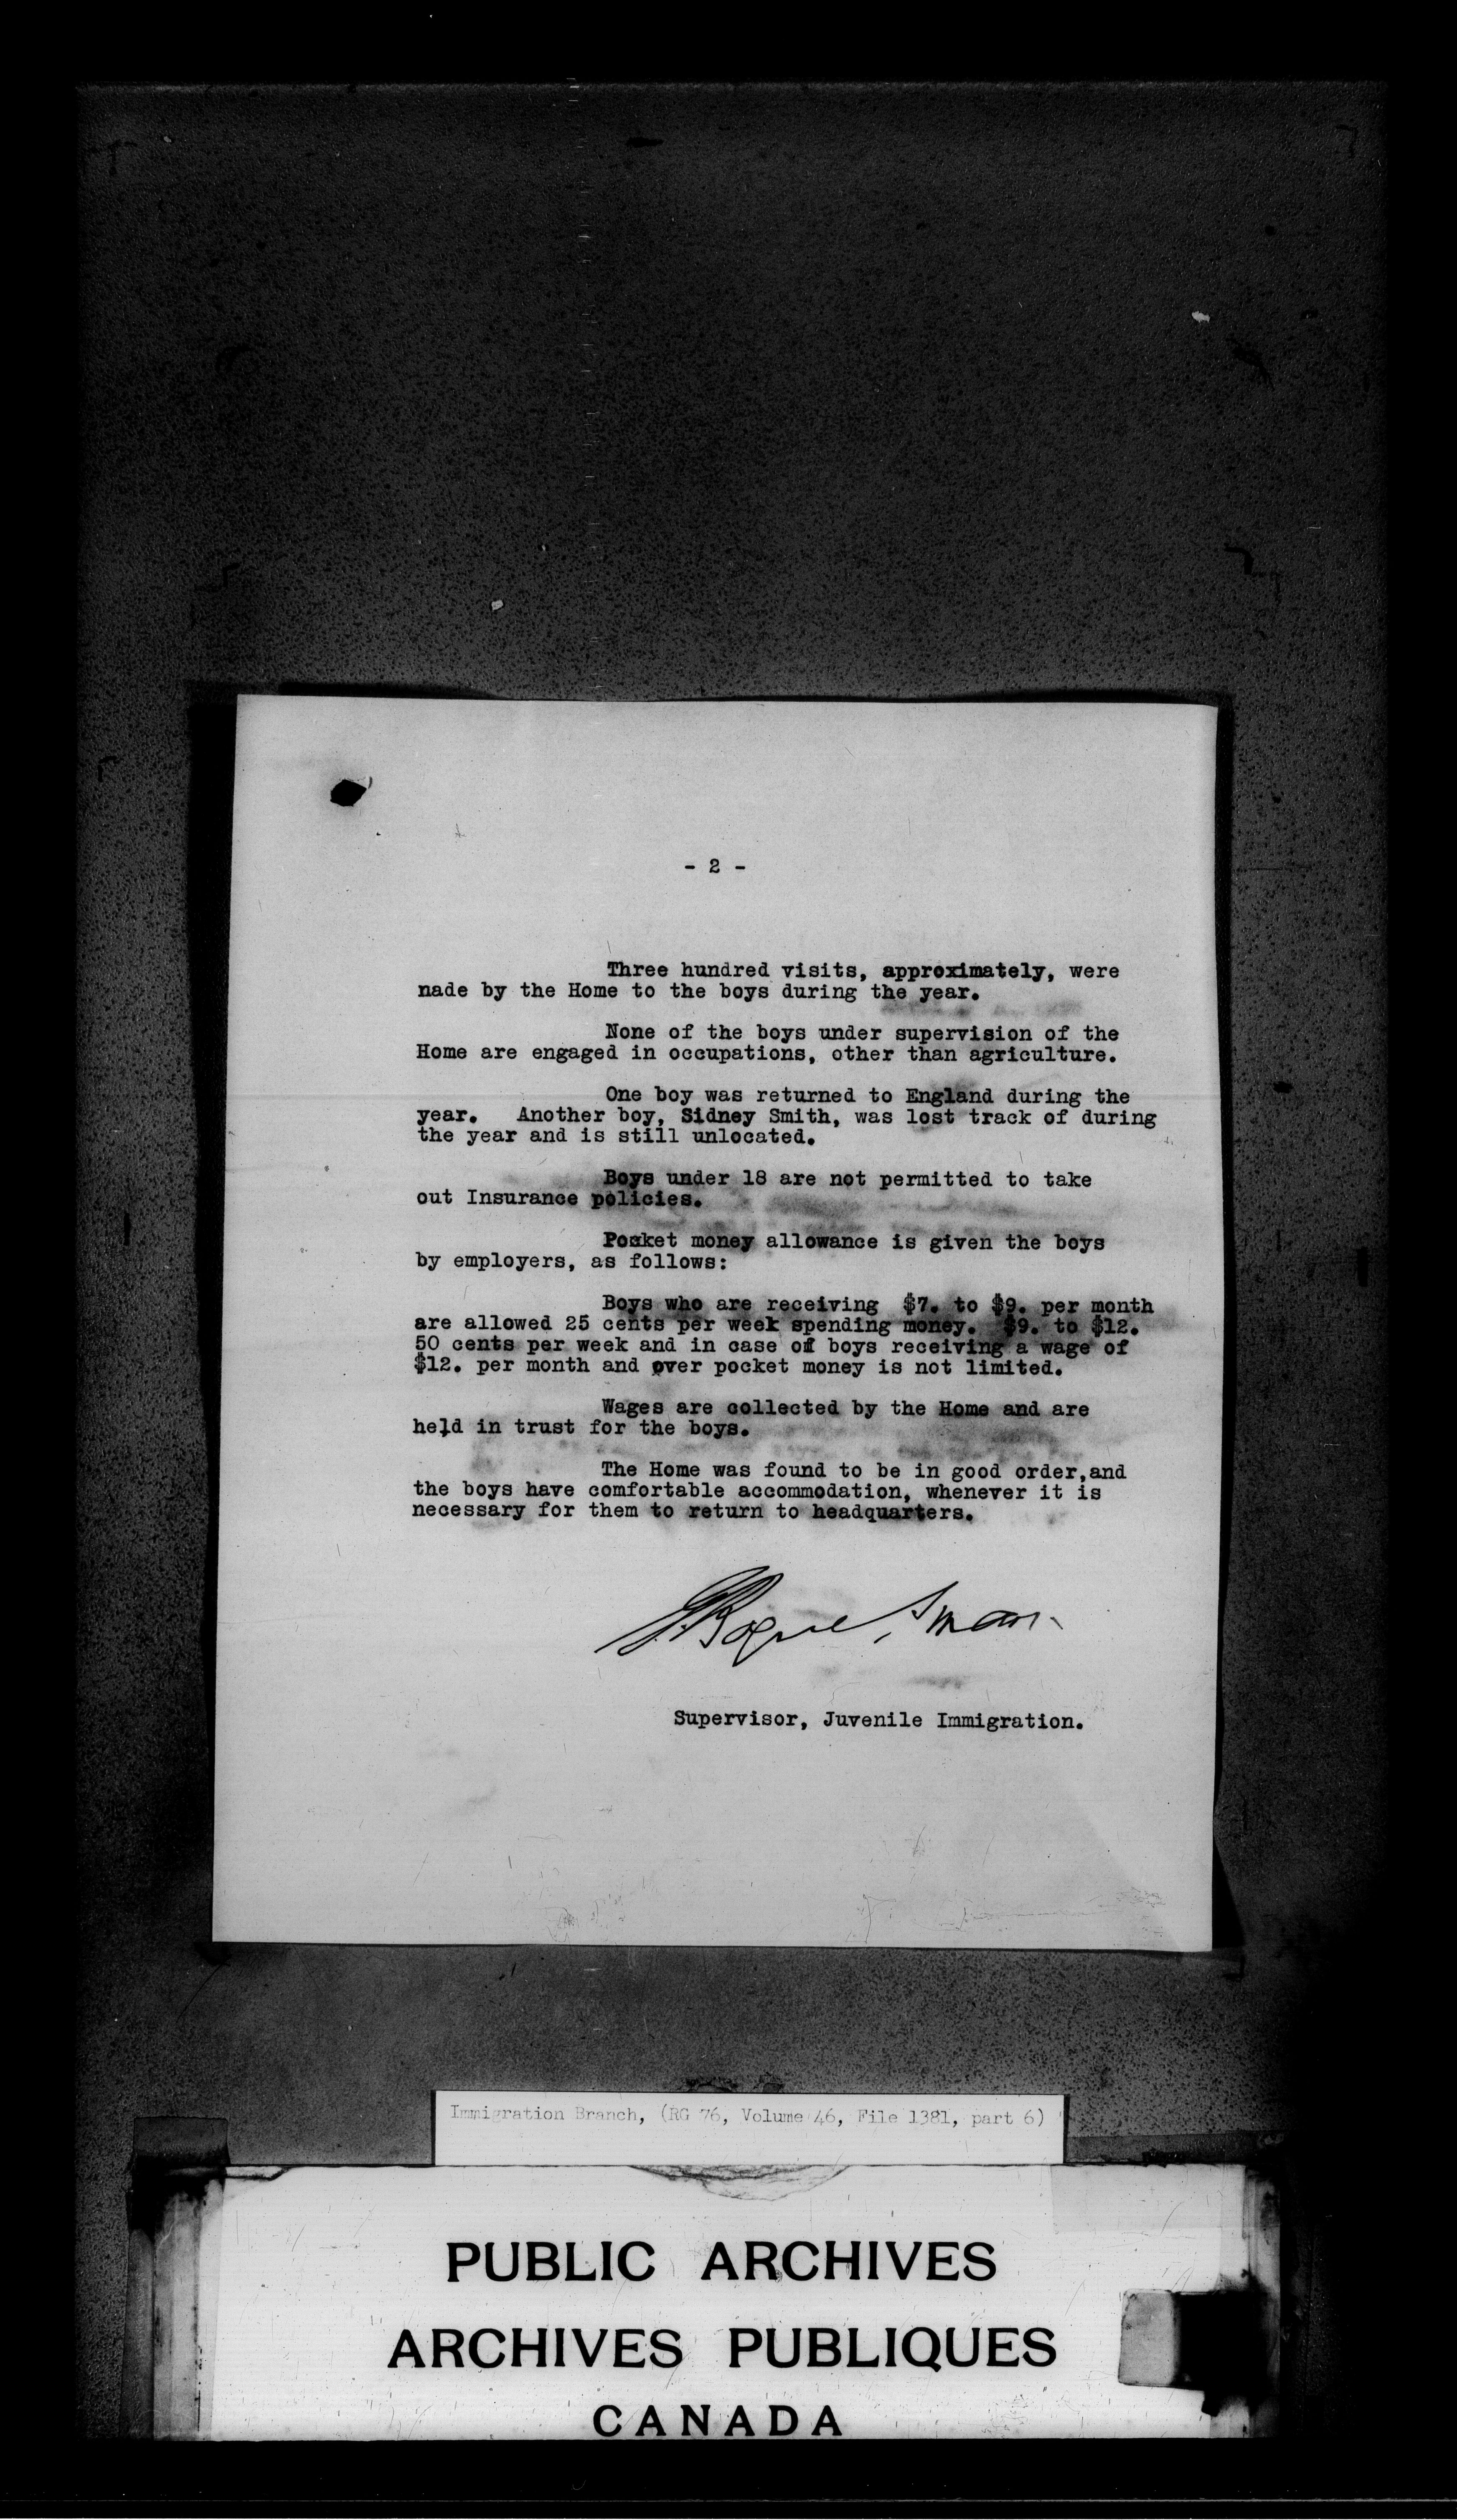 - 2 -
Three hundred visits, approximately, were
nade by the Home to the boys during the year.
None of the boys under supervision of the
Home are engaged in occupations, other than agriculture.
One boy was returned to England during the
year. Another boy, Sidney Smith, was lost track of during
the year and is still unlocated.
Boys under 18 are not permitted to take
out Insurance policies.
Pocket money allowance is given the boys
by employers, as follows:
Boys who are receiving $7. to $9. per month
are allowed 25 cents per week spending money. $9. to $12.
50 cents per week and in case of boys receiving a wage of
$12. per month and over pocket money is not limited.
Wages are collected by the Home and are
held in trust for the boys.
The Home was found to be in good order,and
the boys have comfortable accommodation, whenever it is
necessary for them to return to headquarters.
G. Bogue Smart
Supervisor, Juvenile Immigration.
Immigration Branch, (RG 76, Volume 46, File 1381, part 6)
PUBLIC ARCHIVES
ARCHIVES PUBLIQUES
CANADA